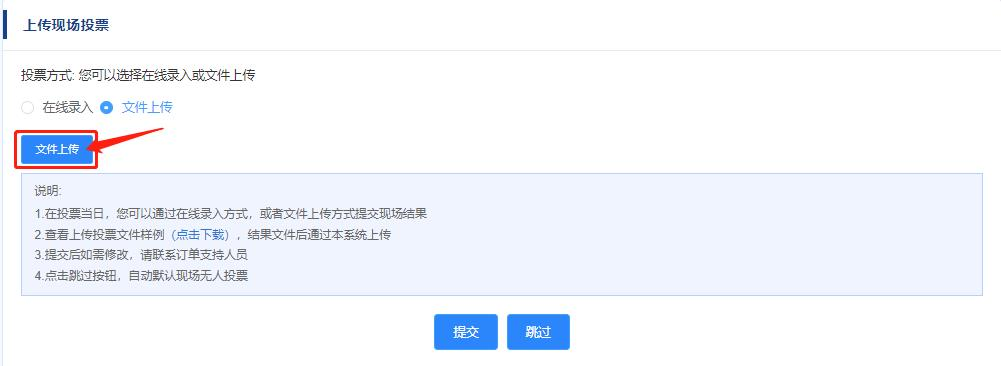 上传现场投票
投票方式: 您可以选择在线录入或文件上传
在线录入 文件上传
文件上传
说明:
1.在投票当日，您可以通过在线录入方式，或者文件上传方式提交现场结果
2.查看上传投票文件样例（点击下载），结果文件后通过本系统上传
3.提交后如需修改，请联系订单支持人员
4.点击跳过按钮，自动默认现场无人投票
提交 跳过